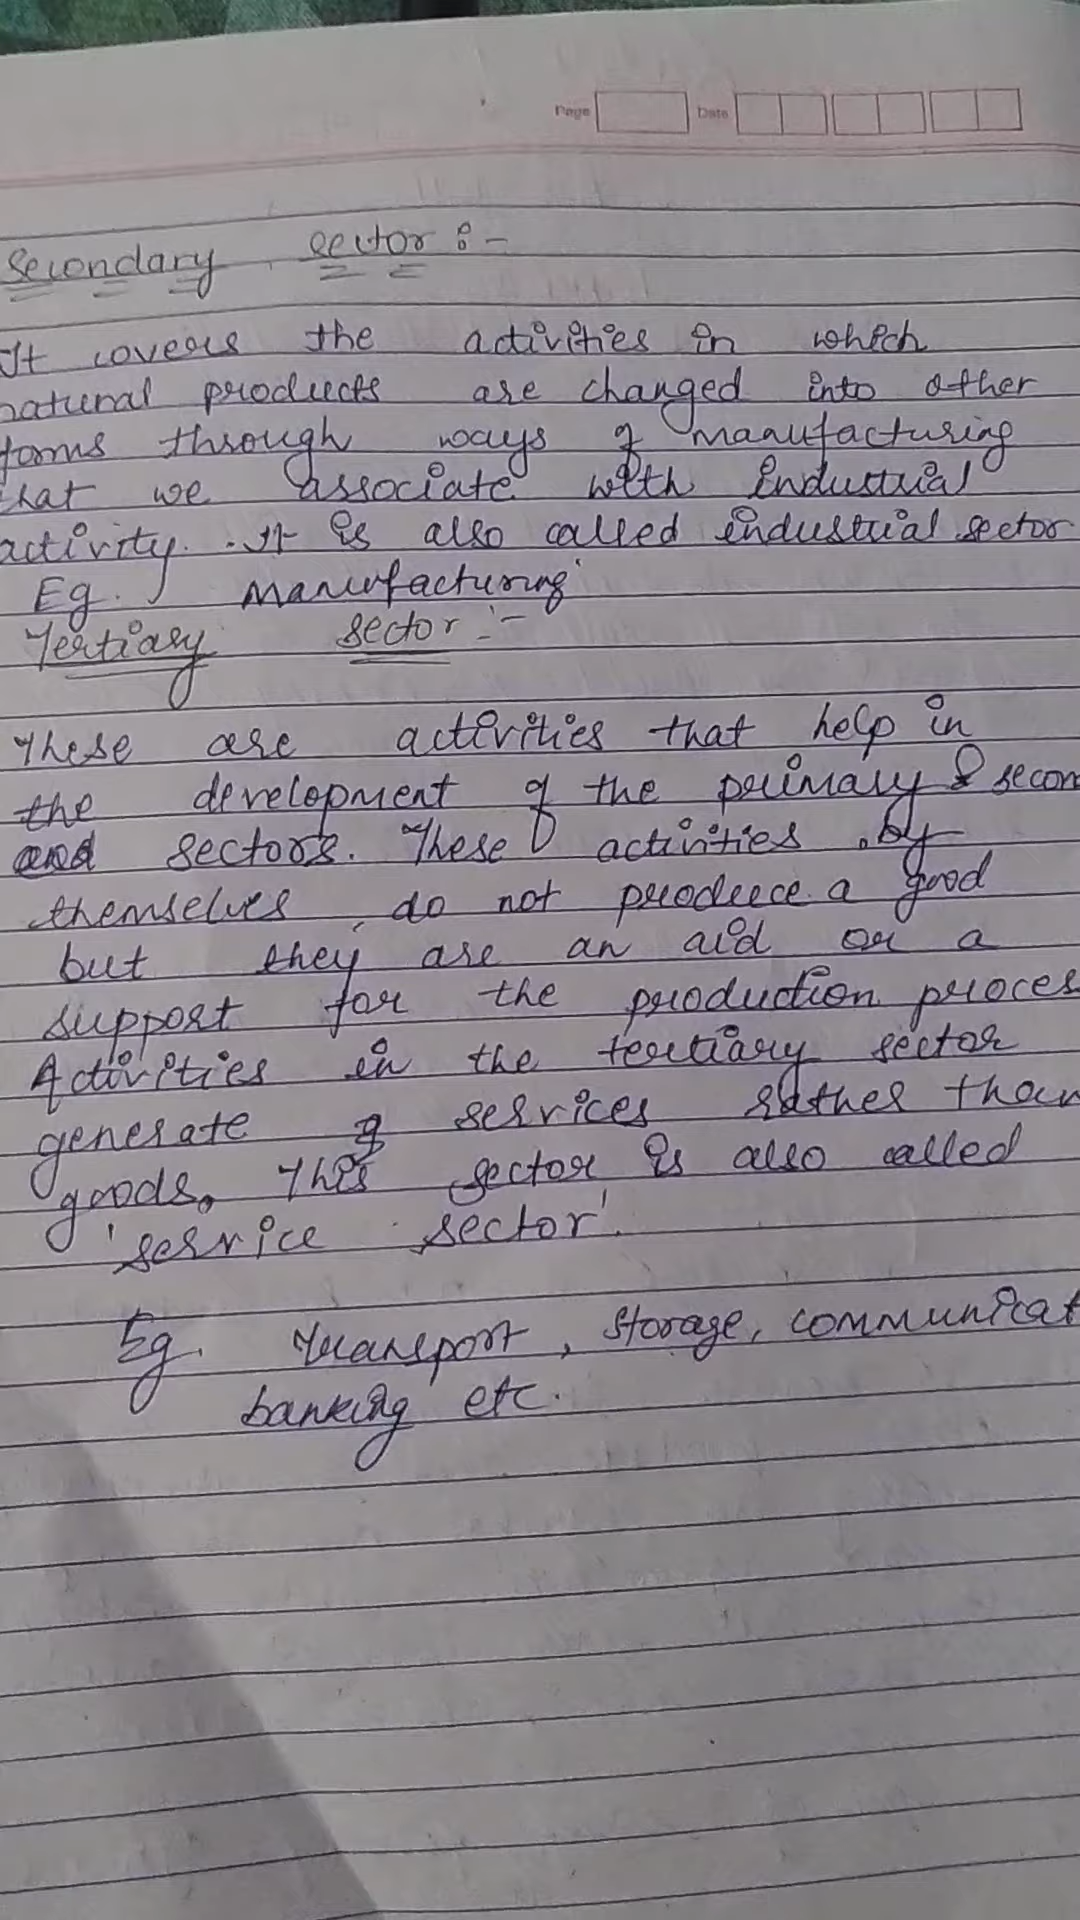 Page Date
Secondary sector :-
It covers the activities in which
natural products are changed into other
forms through ways of manufacturing
that we associate with industrial
activity. It is also called industrial sector
Eg. Manufacturing
Tertiary sector :-
These are activities that help in
the development of the primary & secon
sectors. These activities by
themselves do not produce a good
but they are an aid or a
support for the production proces
Activities in the tertiary sector
generate services rather than
goods. This sector is also called
'service sector'.
Eg. Transport, storage, communicat
banking etc.